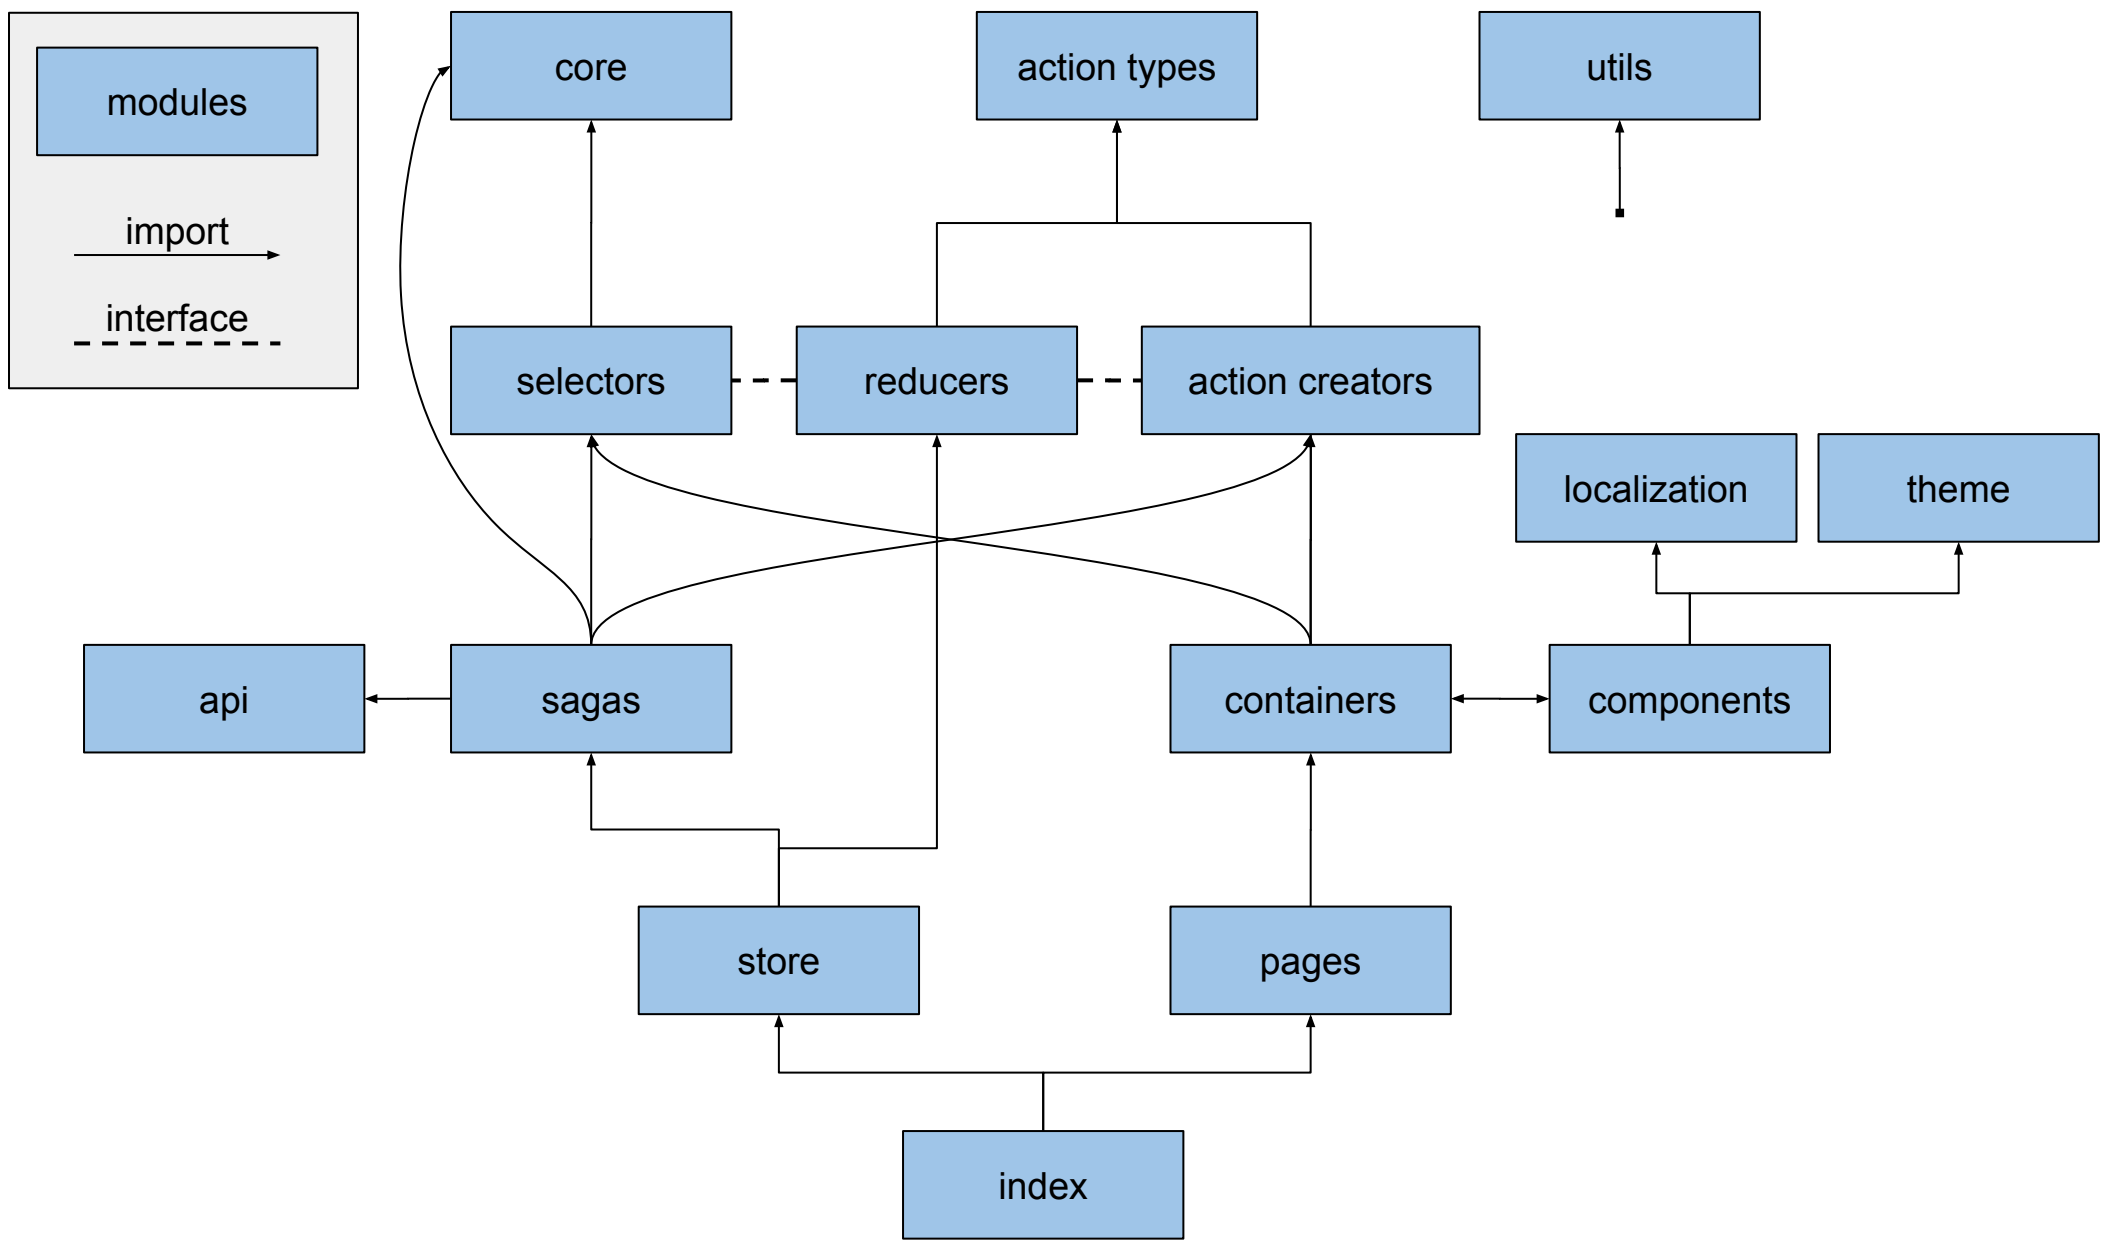 modules
import
interface
core
action types
utils
selectors
reducers
action creators
localization
theme
api
sagas
containers
components
store
pages
index